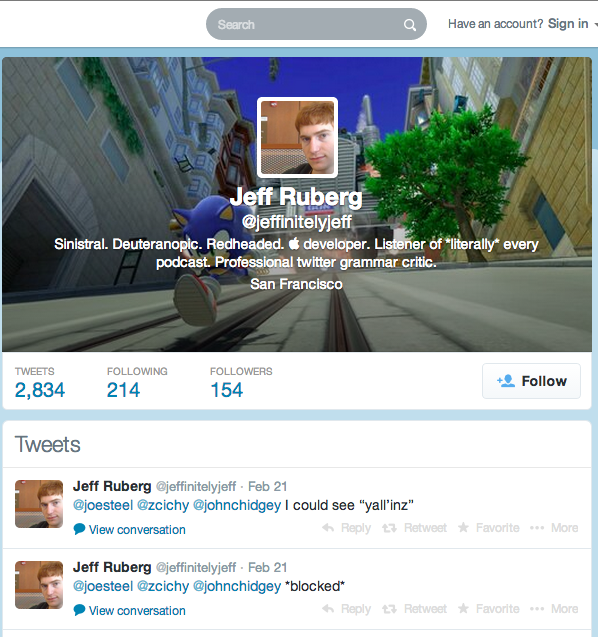 Search
Have an account? Sign in
Jeff Ruberg
@jeffinitelyjeff
Sinistral. Deuteranopic. Redheaded.  developer. Listener of *literally* every
podcast. Professional twitter grammar critic.
San Francisco
TWEETS
2,834
FOLLOWING
214
FOLLOWERS
154
Follow
Tweets
Jeff Ruberg @jeffinitelyjeff · Feb 21
@joesteel @zcichy @johnchidgey I could see “yall’inz”
View conversation
Reply
Retweet
Favorite
More
Jeff Ruberg @jeffinitelyjeff · Feb 21
@joesteel @zcichy @johnchidgey *blocked*
View conversation
Reply
Retweet
Favorite
More